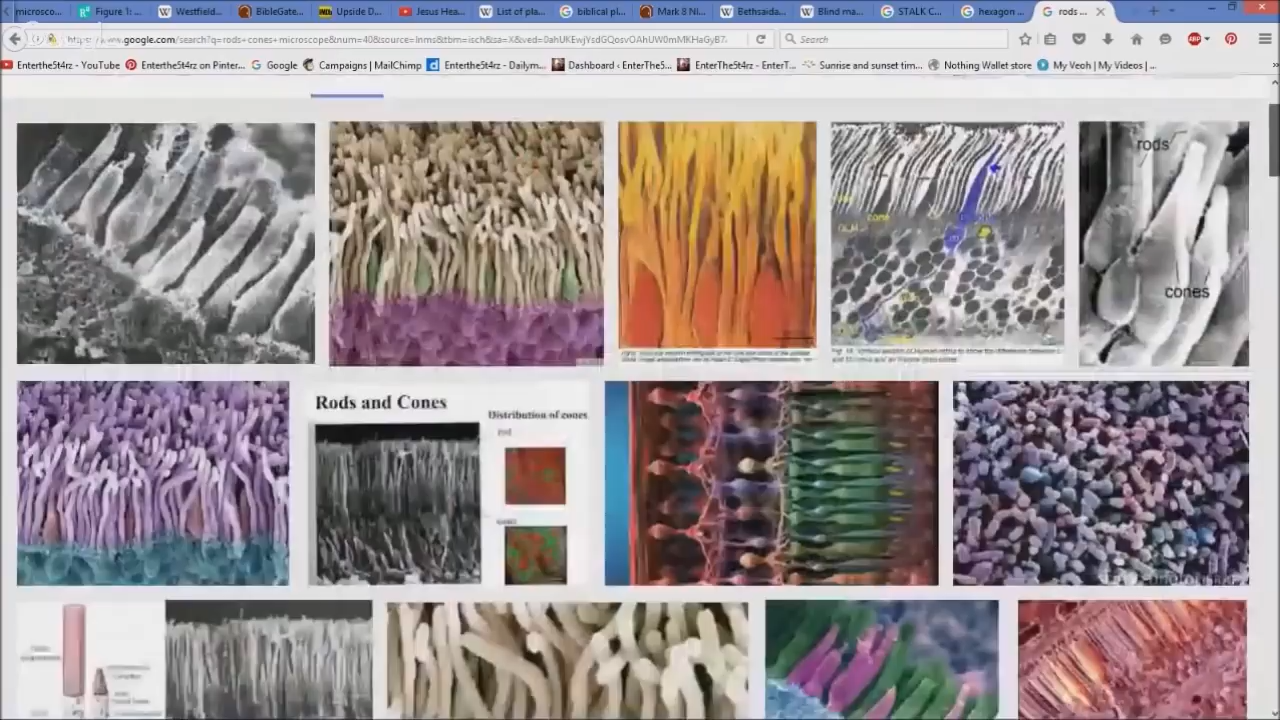 microsco...
Figure 1: ...
Westfield...
BibleGate...
Upside D...
Jesus Hea...
List of pla...
biblical pl...
Mark 8 NI...
Bethsaida...
Blind ma...
STALK C...
hexagon ...
rods ...
https://www.google.com/search?q=rods+cones+microscope&num=40&source=lnms&tbm=isch&sa=X&ved=0ahUKEwjYsdGQosvOAhUW0mMKHaGyB7
Search
Enterthe5t4rz - YouTube
Enterthe5t4rz on Pinter...
Google
Campaigns | MailChimp
Enterthe5t4rz - Dailym...
Dashboard ‹ EnterThe5...
EnterThe5t4rz - EnterT...
Sunrise and sunset tim...
Nothing Wallet store
My Veoh | My Videos | ...
rods
cones
cone
Rods and Cones
Distribution of cones